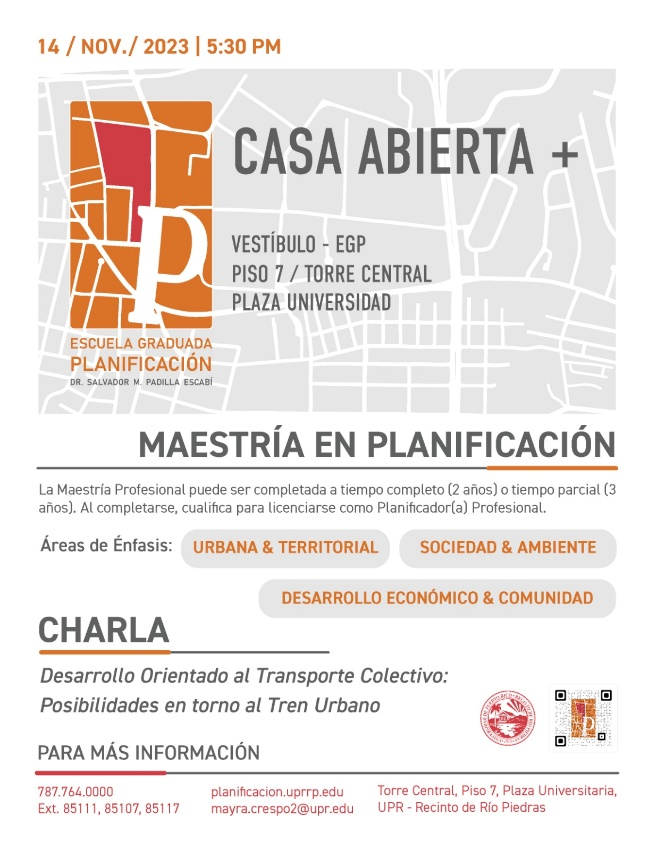 14 / NOV./ 2023 | 5:30 PM
CASA ABIERTA +
VESTÍBULO - EGP
PISO 7 / TORRE CENTRAL
PLAZA UNIVERSIDAD
p
ESCUELA GRADUADA
PLANIFICACIÓN
DR. SALVADOR M. PADILLA ESCABÍ
MAESTRÍA EN PLANIFICACIÓN
La Maestría Profesional puede ser completada a tiempo completo (2 años) o tiempo parcial (3
años). Al completarse, cualifica para licenciarse como Planificador(a) Profesional.
Áreas de Énfasis:
URBANA & TERRITORIAL
SOCIEDAD & AMBIENTE
DESARROLLO ECONÓMICO & COMUNIDAD
CHARLA
Desarrollo Orientado al Transporte Colectivo:
Posibilidades en torno al Tren Urbano
PARA MÁS INFORMACIÓN
787.764.0000
Ext. 85111, 85107, 85117
planificacion.uprrp.edu
mayra.crespo2@upr.edu
Torre Central, Piso 7, Plaza Universitaria,
UPR - Recinto de Río Piedras